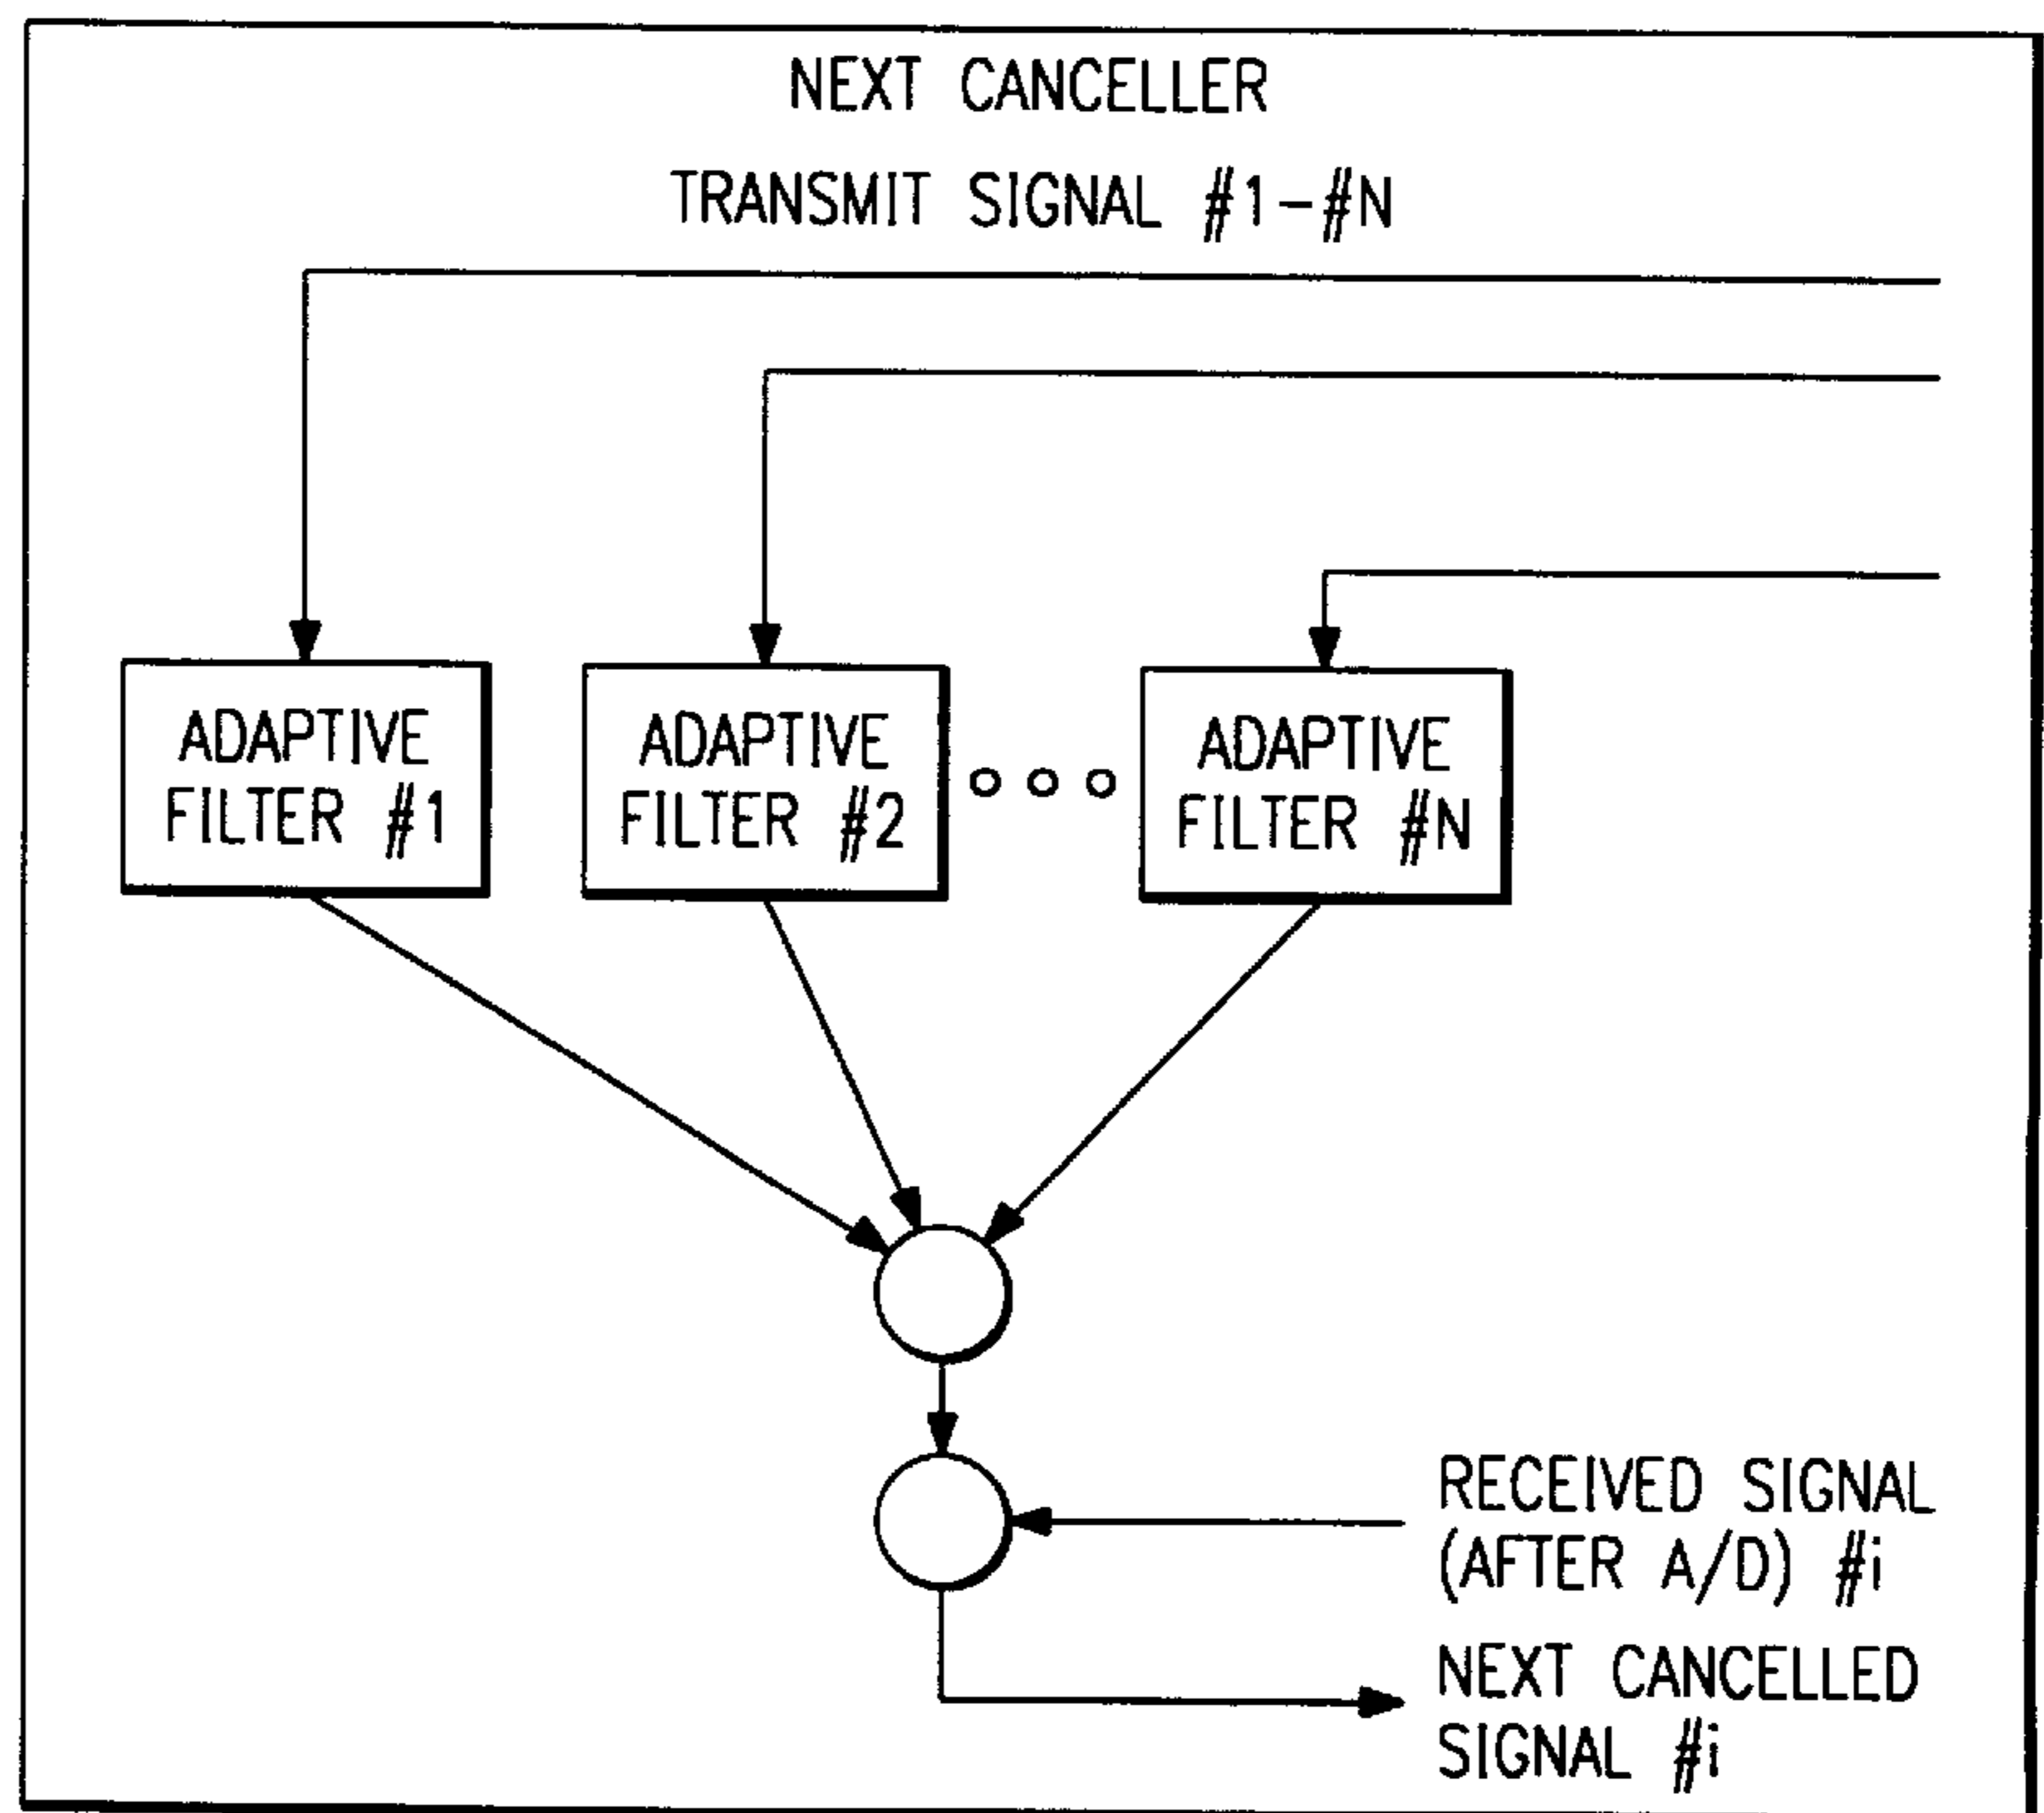 NEXT CANCELLER
TRANSMIT SIGNAL #1-#N
ADAPTIVE
FILTER #1
ADAPTIVE
FILTER #2
ADAPTIVE
FILTER #N
RECEIVED SIGNAL
(AFTER A/D) #i
NEXT CANCELLED
SIGNAL #i